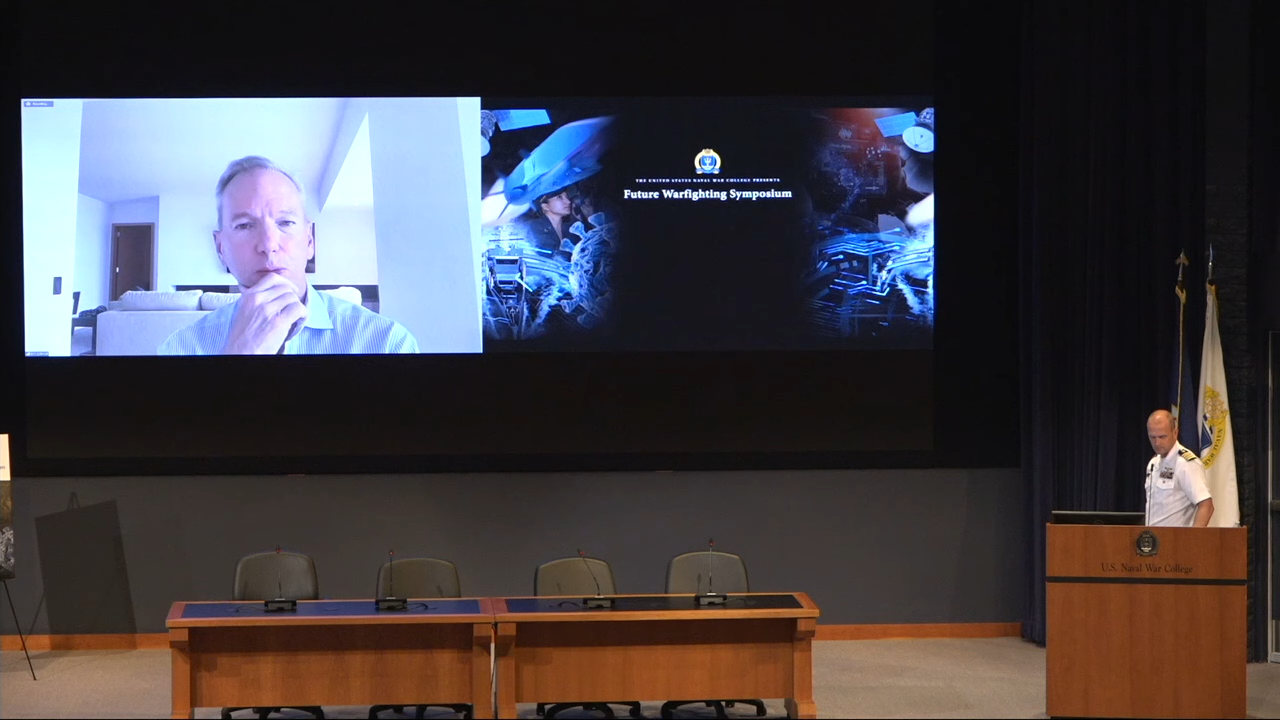 THE UNITED STATES NAVAL WAR COLLEGE PRESENTS
Future Warfighting Symposium
U.S. Naval War College